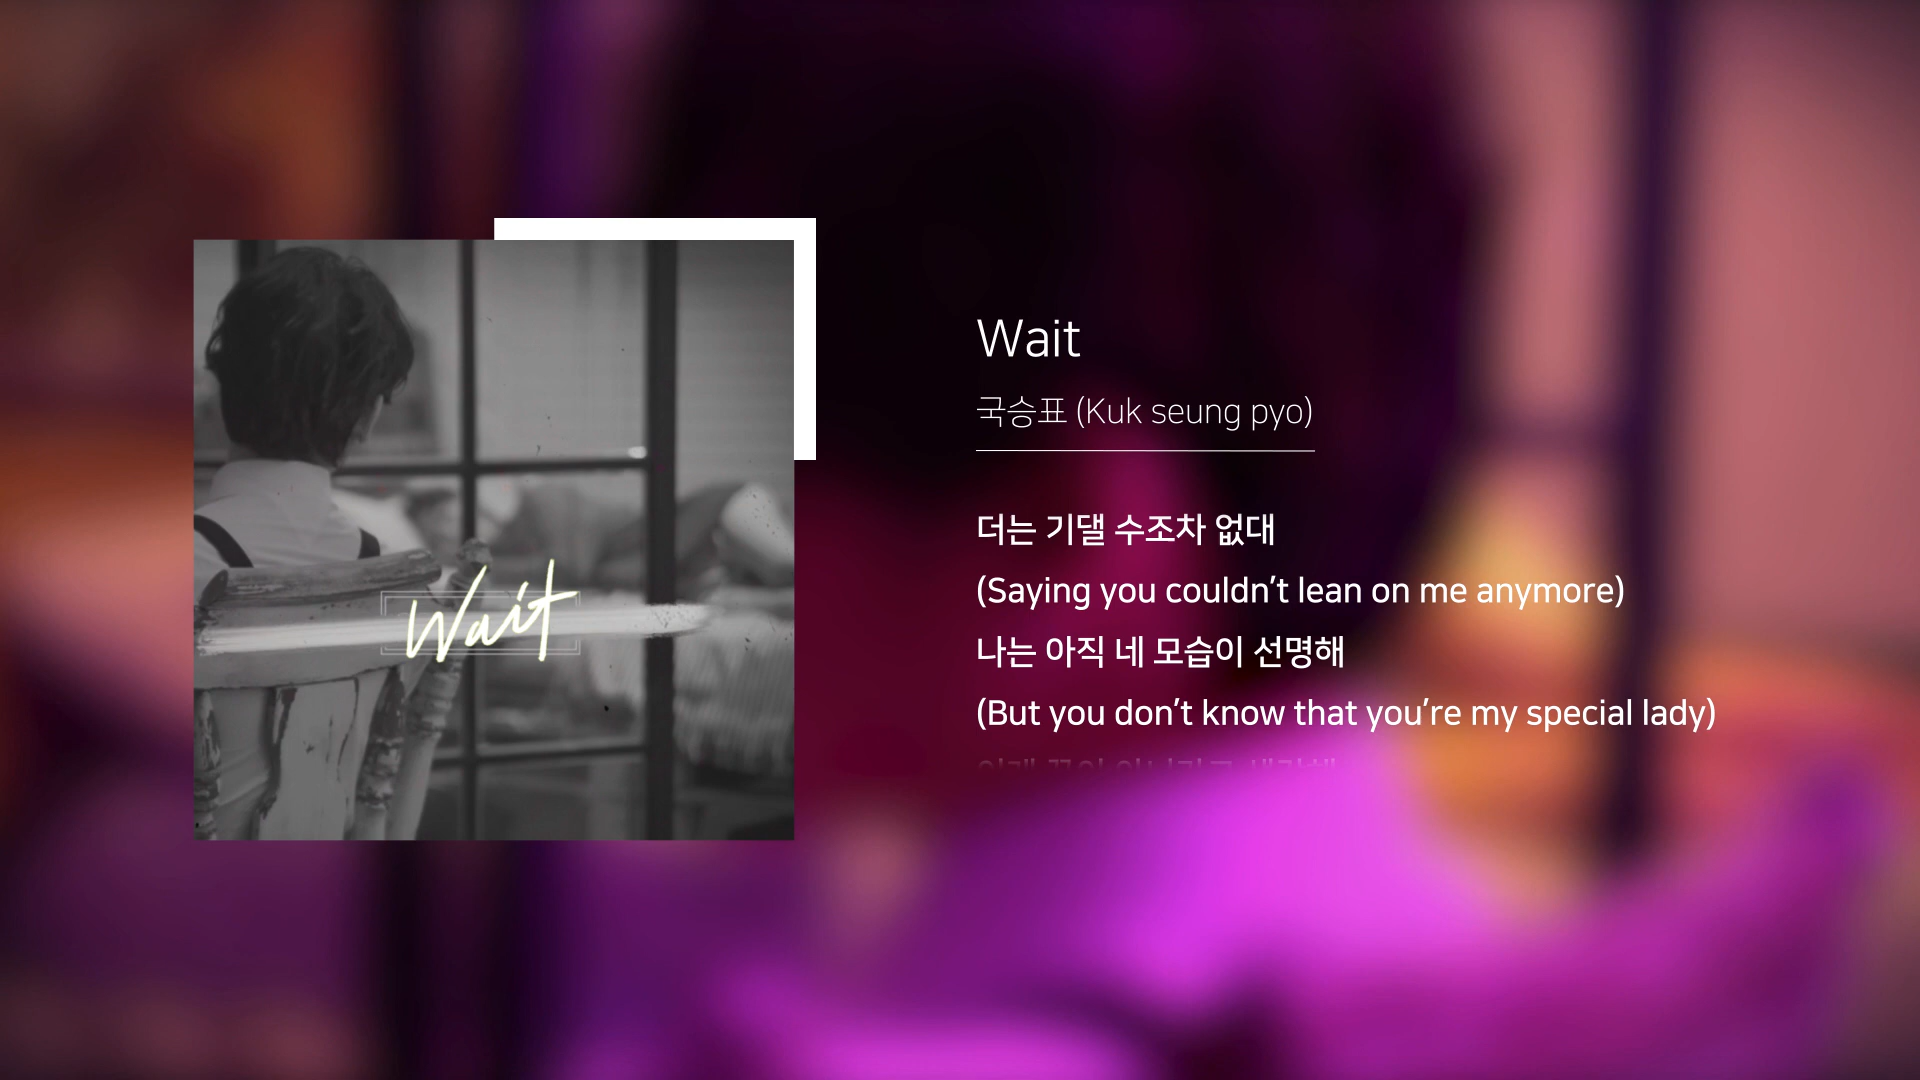 Wait
Wait
국승표 (Kuk seung pyo)
더는 기댈 수조차 없대
(Saying you couldn't lean on me anymore)
나는 아직 네 모습이 선명해
(But you don't know that you're my special lady)